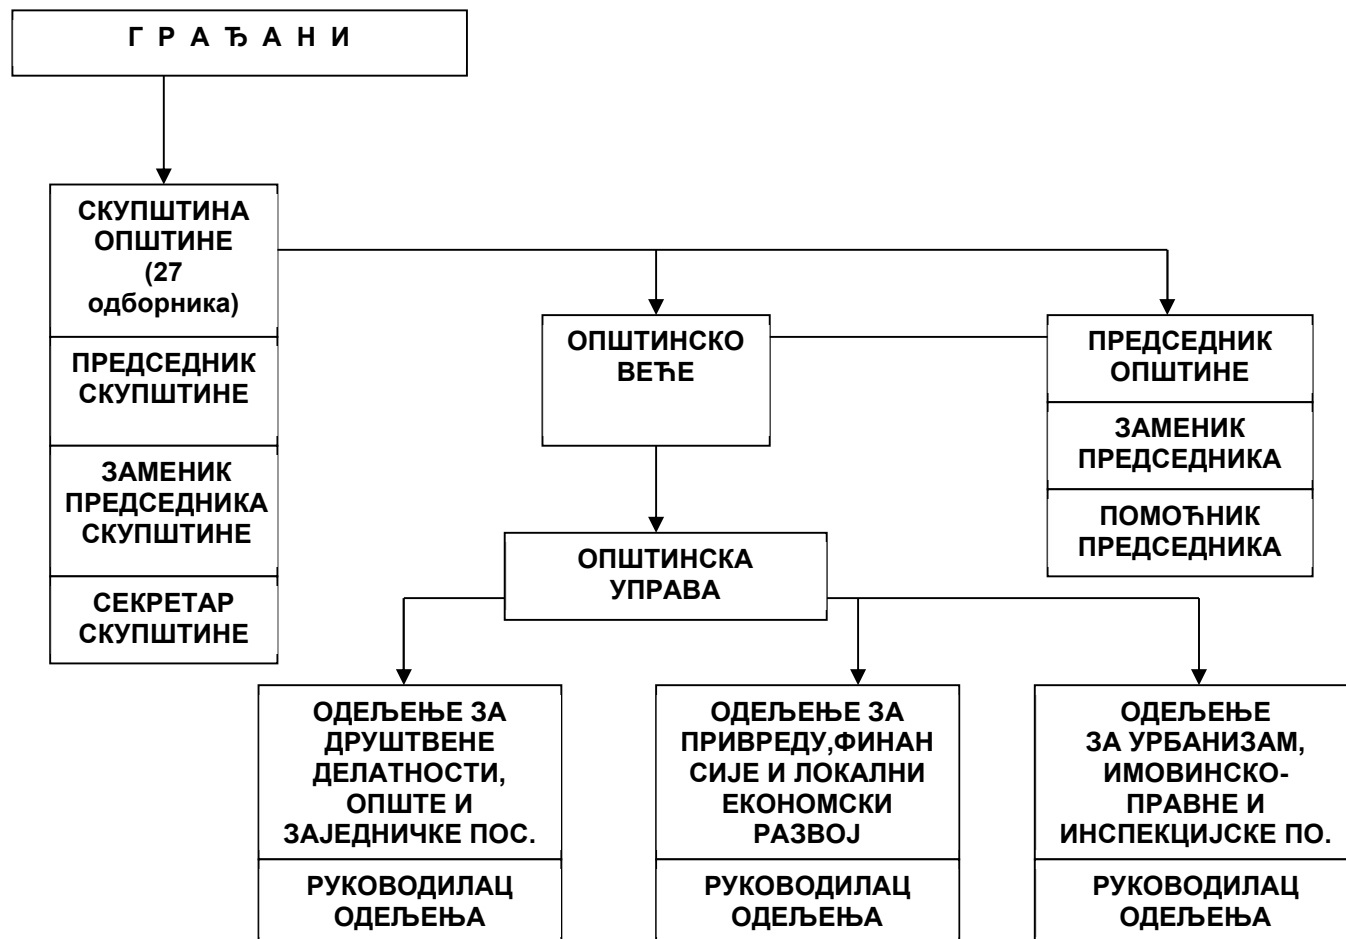 Г Р А Ђ А Н И
СКУПШТИНА
ОПШТИНЕ
(27
одборника)
ПРЕДСЕДНИК
СКУПШТИНЕ
ЗАМЕНИК
ПРЕДСЕДНИКА
СКУПШТИНЕ
СЕКРЕТАР
СКУПШТИНЕ
ОПШТИНСКО
ВЕЋЕ
ПРЕДСЕДНИК
ОПШТИНЕ
ЗАМЕНИК
ПРЕДСЕДНИКА
ПОМОЋНИК
ПРЕДСЕДНИКА
ОПШТИНСКА
УПРАВА
ОДЕЉЕЊЕ ЗА
ДРУШТВЕНЕ
ДЕЛАТНОСТИ,
ОПШТЕ И
ЗАЈЕДНИЧКЕ ПОС.
РУКОВОДИЛАЦ
ОДЕЉЕЊА
ОДЕЉЕЊЕ ЗА
ПРИВРЕДУ,ФИНАН
СИЈЕ И ЛОКАЛНИ
ЕКОНОМСКИ
РАЗВОЈ
РУКОВОДИЛАЦ
ОДЕЉЕЊА
ОДЕЉЕЊЕ
ЗА УРБАНИЗАМ,
ИМОВИНСКО-
ПРАВНЕ И
ИНСПЕКЦИЈСКЕ ПО.
РУКОВОДИЛАЦ
ОДЕЉЕЊА